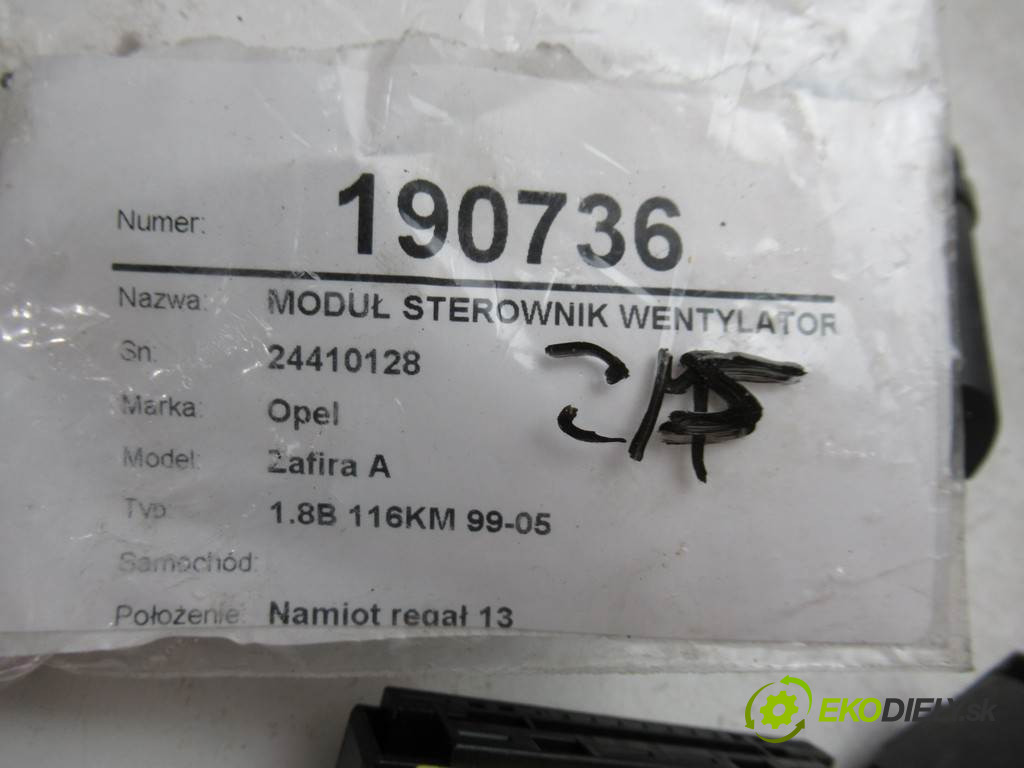 Numer: 190736
Nazwa: MODUŁ STEROWNIK WENTYLATOR
Sn: 24410128
Marka: Opel
Model: Zafira A
Typ: 1.8B 116KM 99-05
Samochód:
Położenie: Namiot regał 13
EKODIELY.sk